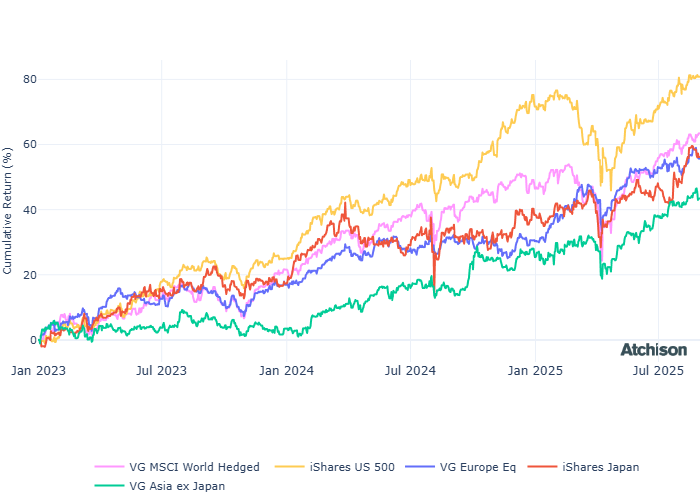 Cumulative Return (%)
80
60
40
20
0
Jan 2023 Jul 2023 Jan 2024 Jul 2024 Jan 2025 Jul 2025
Atchison
VG MSCI World Hedged iShares US 500 VG Europe Eq iShares Japan
VG Asia ex Japan